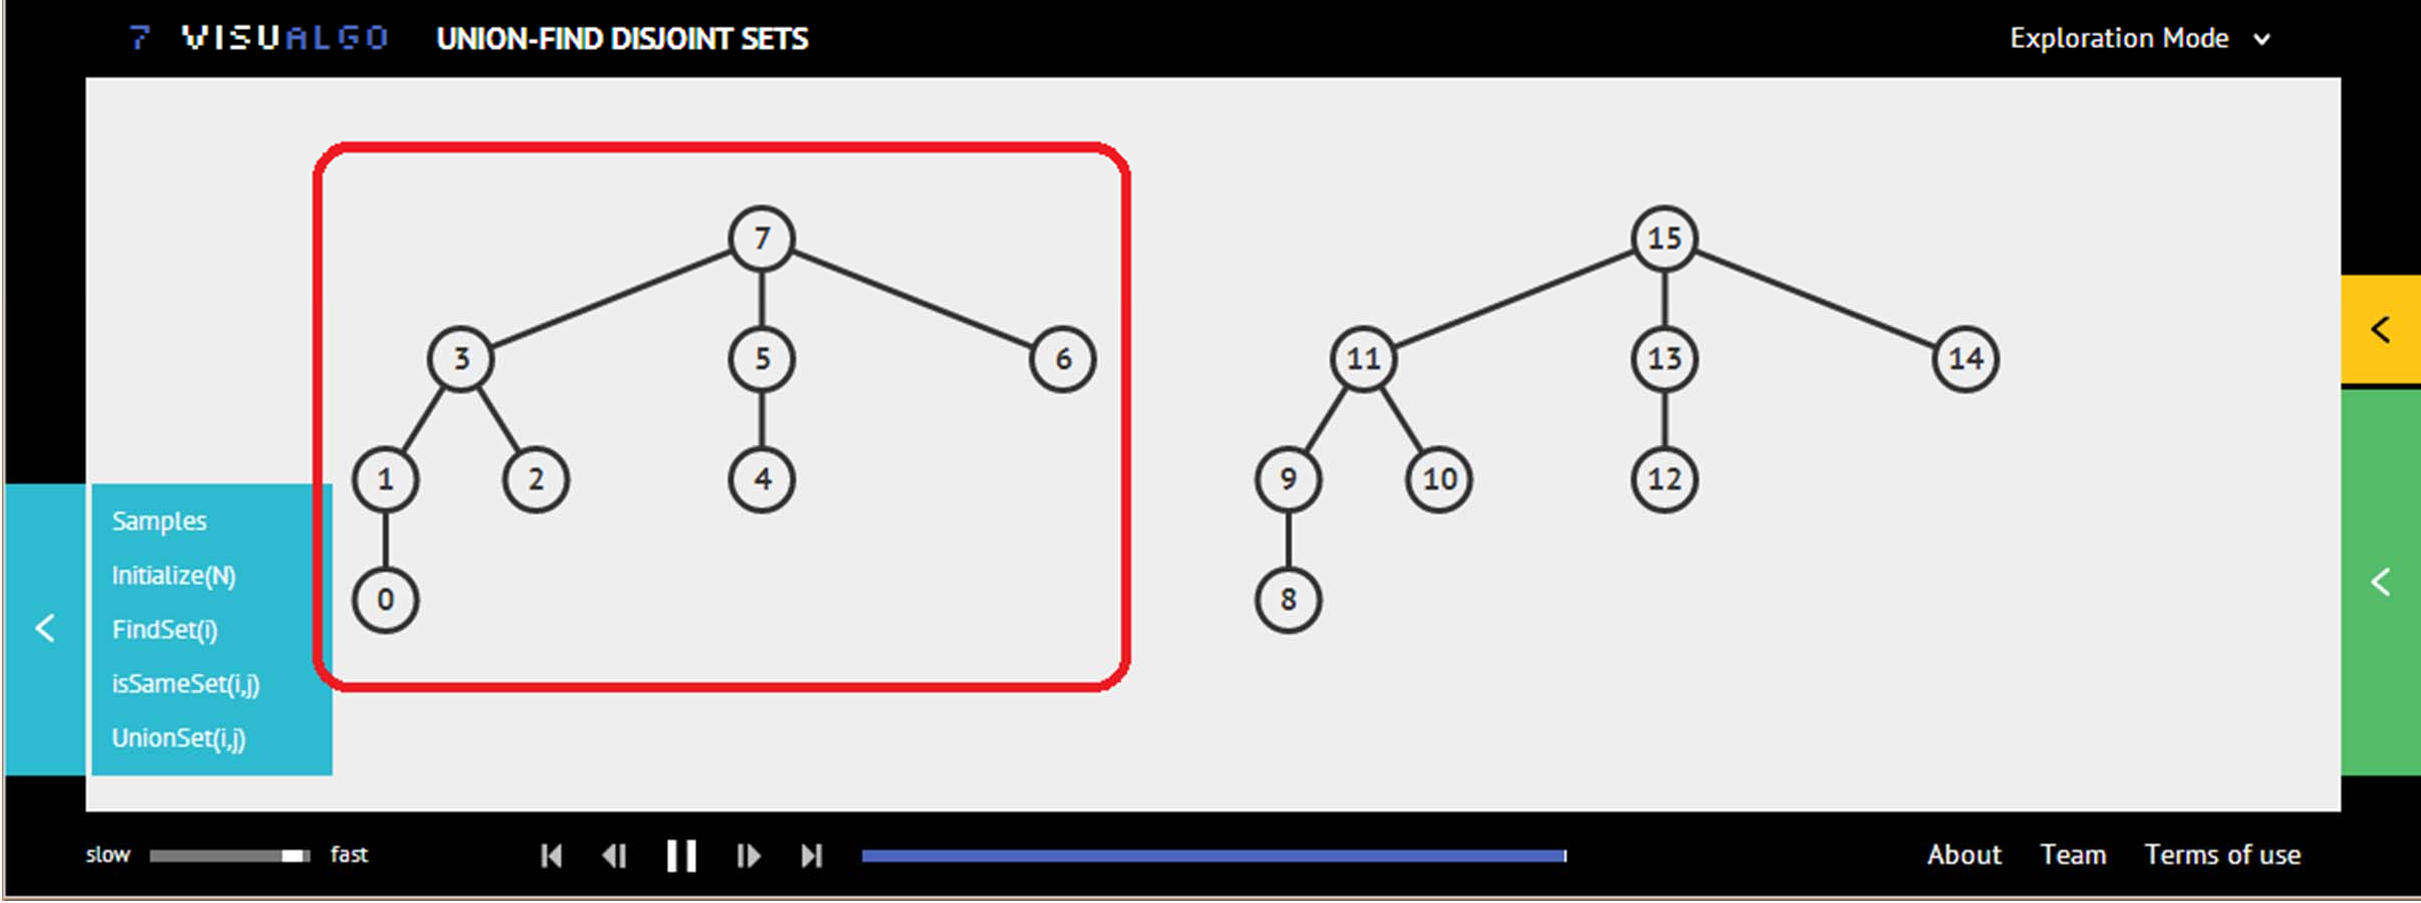 7 VISUALGO UNION-FIND DISJOINT SETS Exploration Mode
7 15
3 5 6 11 13 14
1 2 4 9 10 12
0 8
Samples
Initialize(N)
FindSet(i)
isSameSet(i,j)
UnionSet(i,j)
slow fast About Team Terms of use